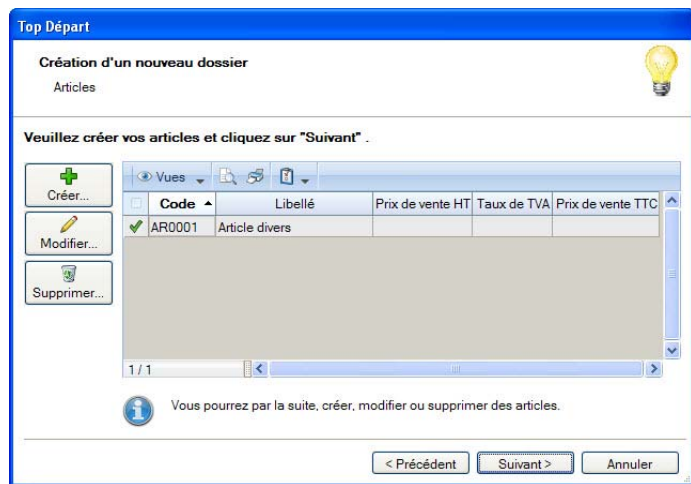 Top Départ
Création d'un nouveau dossier
Articles
Veuillez créer vos articles et cliquez sur "Suivant" .
Créer...
Modifier...
Supprimer...
Vues
Code Libellé Prix de vente HT Taux de TVA Prix de vente TTC
AR0001 Article divers
1 / 1
Vous pourrez par la suite, créer, modifier ou supprimer des articles.
< Précédent Suivant > Annuler